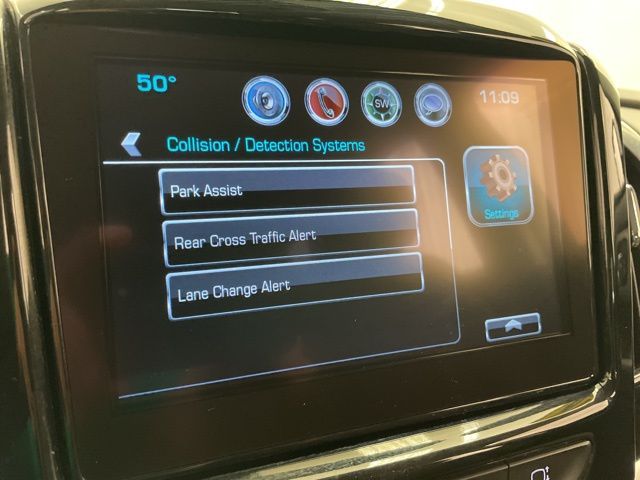 50°
SW
11:09
Collision / Detection Systems
Park Assist
Rear Cross Traffic Alert
Lane Change Alert
Settings